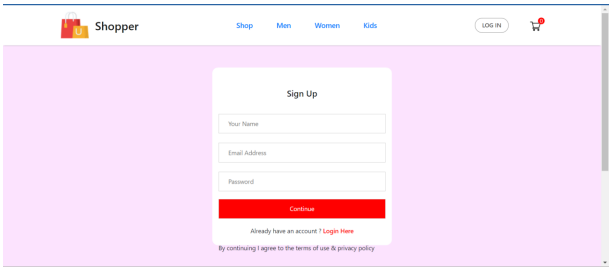 Shopper
Shop Men Women Kids
LOG IN
0
Sign Up
Your Name
Email Address
Password
Continue
Already have an account ? Login Here
By continuing I agree to the terms of use & privacy policy